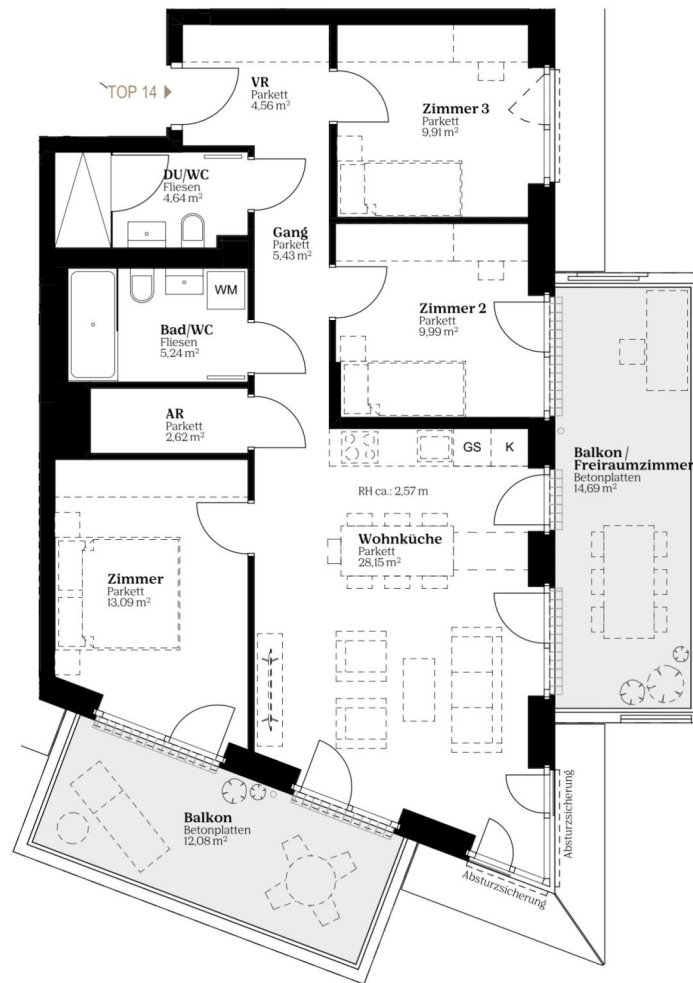 TOP 14
VR
Parkett
4,56 m²
Zimmer 3
Parkett
9,91 m²
DU/WC
Fliesen
4,64 m²
Gang
Parkett
5,43 m²
WM
Bad/WC
Fliesen
5,24 m²
Zimmer 2
Parkett
9,99 m²
AR
Parkett
2,62 m²
GS
K
RH ca.: 2,57 m
Balkon /
Freiraumzimmer
Betonplatten
14,69 m²
Wohnküche
Parkett
28,15 m²
Zimmer
Parkett
13,09 m²
Balkon
Betonplatten
12,08 m²
Absturzsicherung
Absturzsicherung